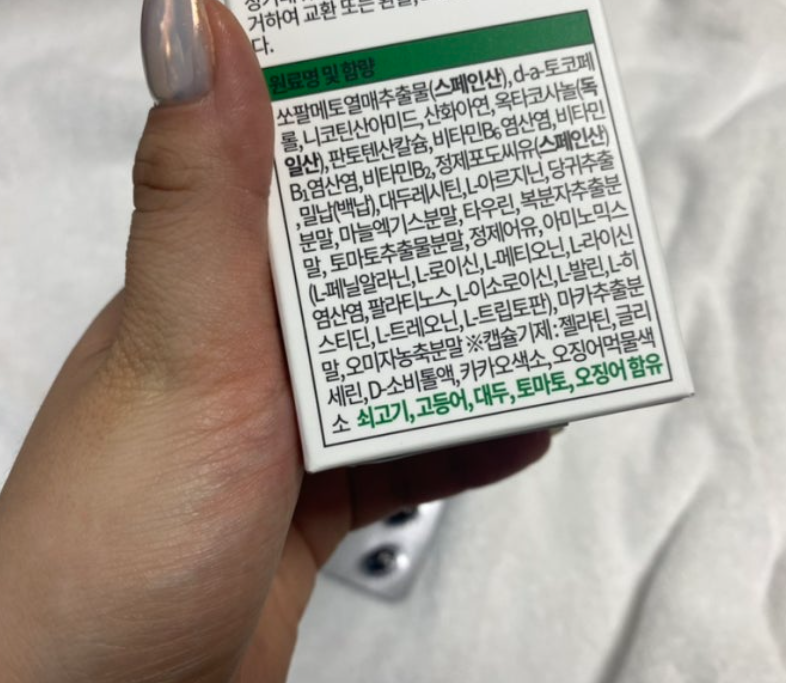 거하여 교환 또는 환불
다.
원료명 및 함량
쏘팔메토열매추출물(스페인산), d-a-토코페
롤, 니코틴산아미드, 산화아연, 옥타코사놀(독
일산), 판토텐산칼슘, 비타민B6염산염, 비타민
B1염산염, 비타민B2, 정제포도씨유(스페인산)
, 밀납(백납), 대두레시틴, L-아르지닌, 당귀추출
분말, 마늘엑기스분말, 타우린, 복분자추출분
말, 토마토추출물분말, 정제어유, 아미노믹스
(L-페닐알라닌, L-로이신, L-메티오닌, L-라이신
염산염, 팔라티노스, L-이소로이신, L-발린, L-히
스티딘, L-트레오닌, L-트립토판), 마카추출분
말, 오미자농축분말 ※캡슐기제 : 젤라틴, 글리
세린, D-소비톨액, 카카오색소, 오징어먹물색
소 쇠고기, 고등어, 대두, 토마토, 오징어 함유